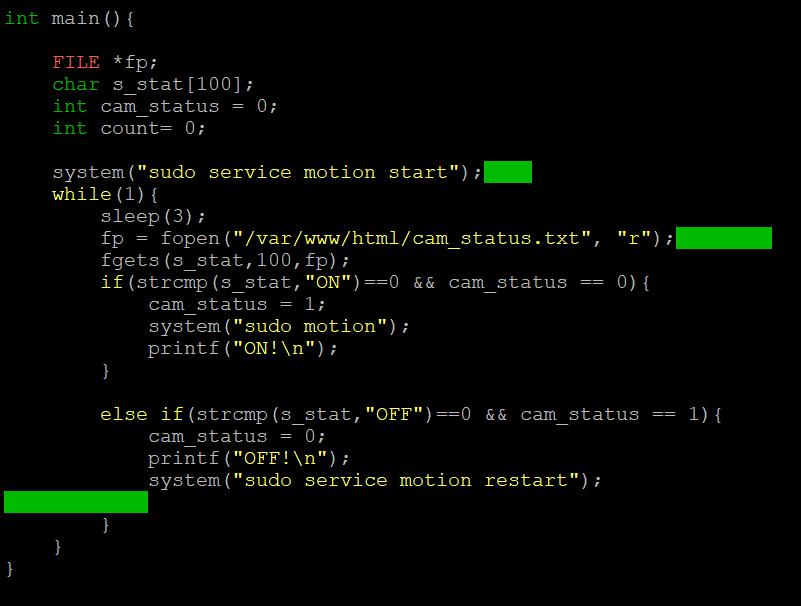 int main(){
FILE *fp;
char s_stat[100];
int cam_status = 0;
int count= 0;
system("sudo service motion start");
while(1){
sleep(3);
fp = fopen("/var/www/html/cam_status.txt", "r");
fgets(s_stat,100,fp);
if(strcmp(s_stat,"ON")==0 && cam_status == 0){
cam_status = 1;
system("sudo motion");
printf("ON!\n");
}
else if(strcmp(s_stat,"OFF")==0 && cam_status == 1){
cam_status = 0;
printf("OFF!\n");
system("sudo service motion restart");
}
}
}